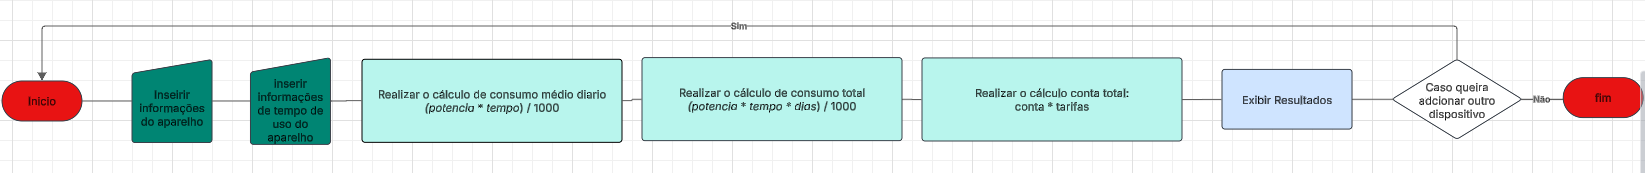 Sim
Inicio
Inseirir
informações
do aparelho
Inserir
informações
de tempo de
uso do
aparelho
Realizar o cálculo de consumo médio diario
(potencia * tempo) / 1000
Realizar o cálculo de consumo total
(potencia * tempo * dias) / 1000
Realizar o cálculo conta total:
conta * tarifas
Exibir Resultados
Caso queira
adcionar outro
dispositivo
Não
fim